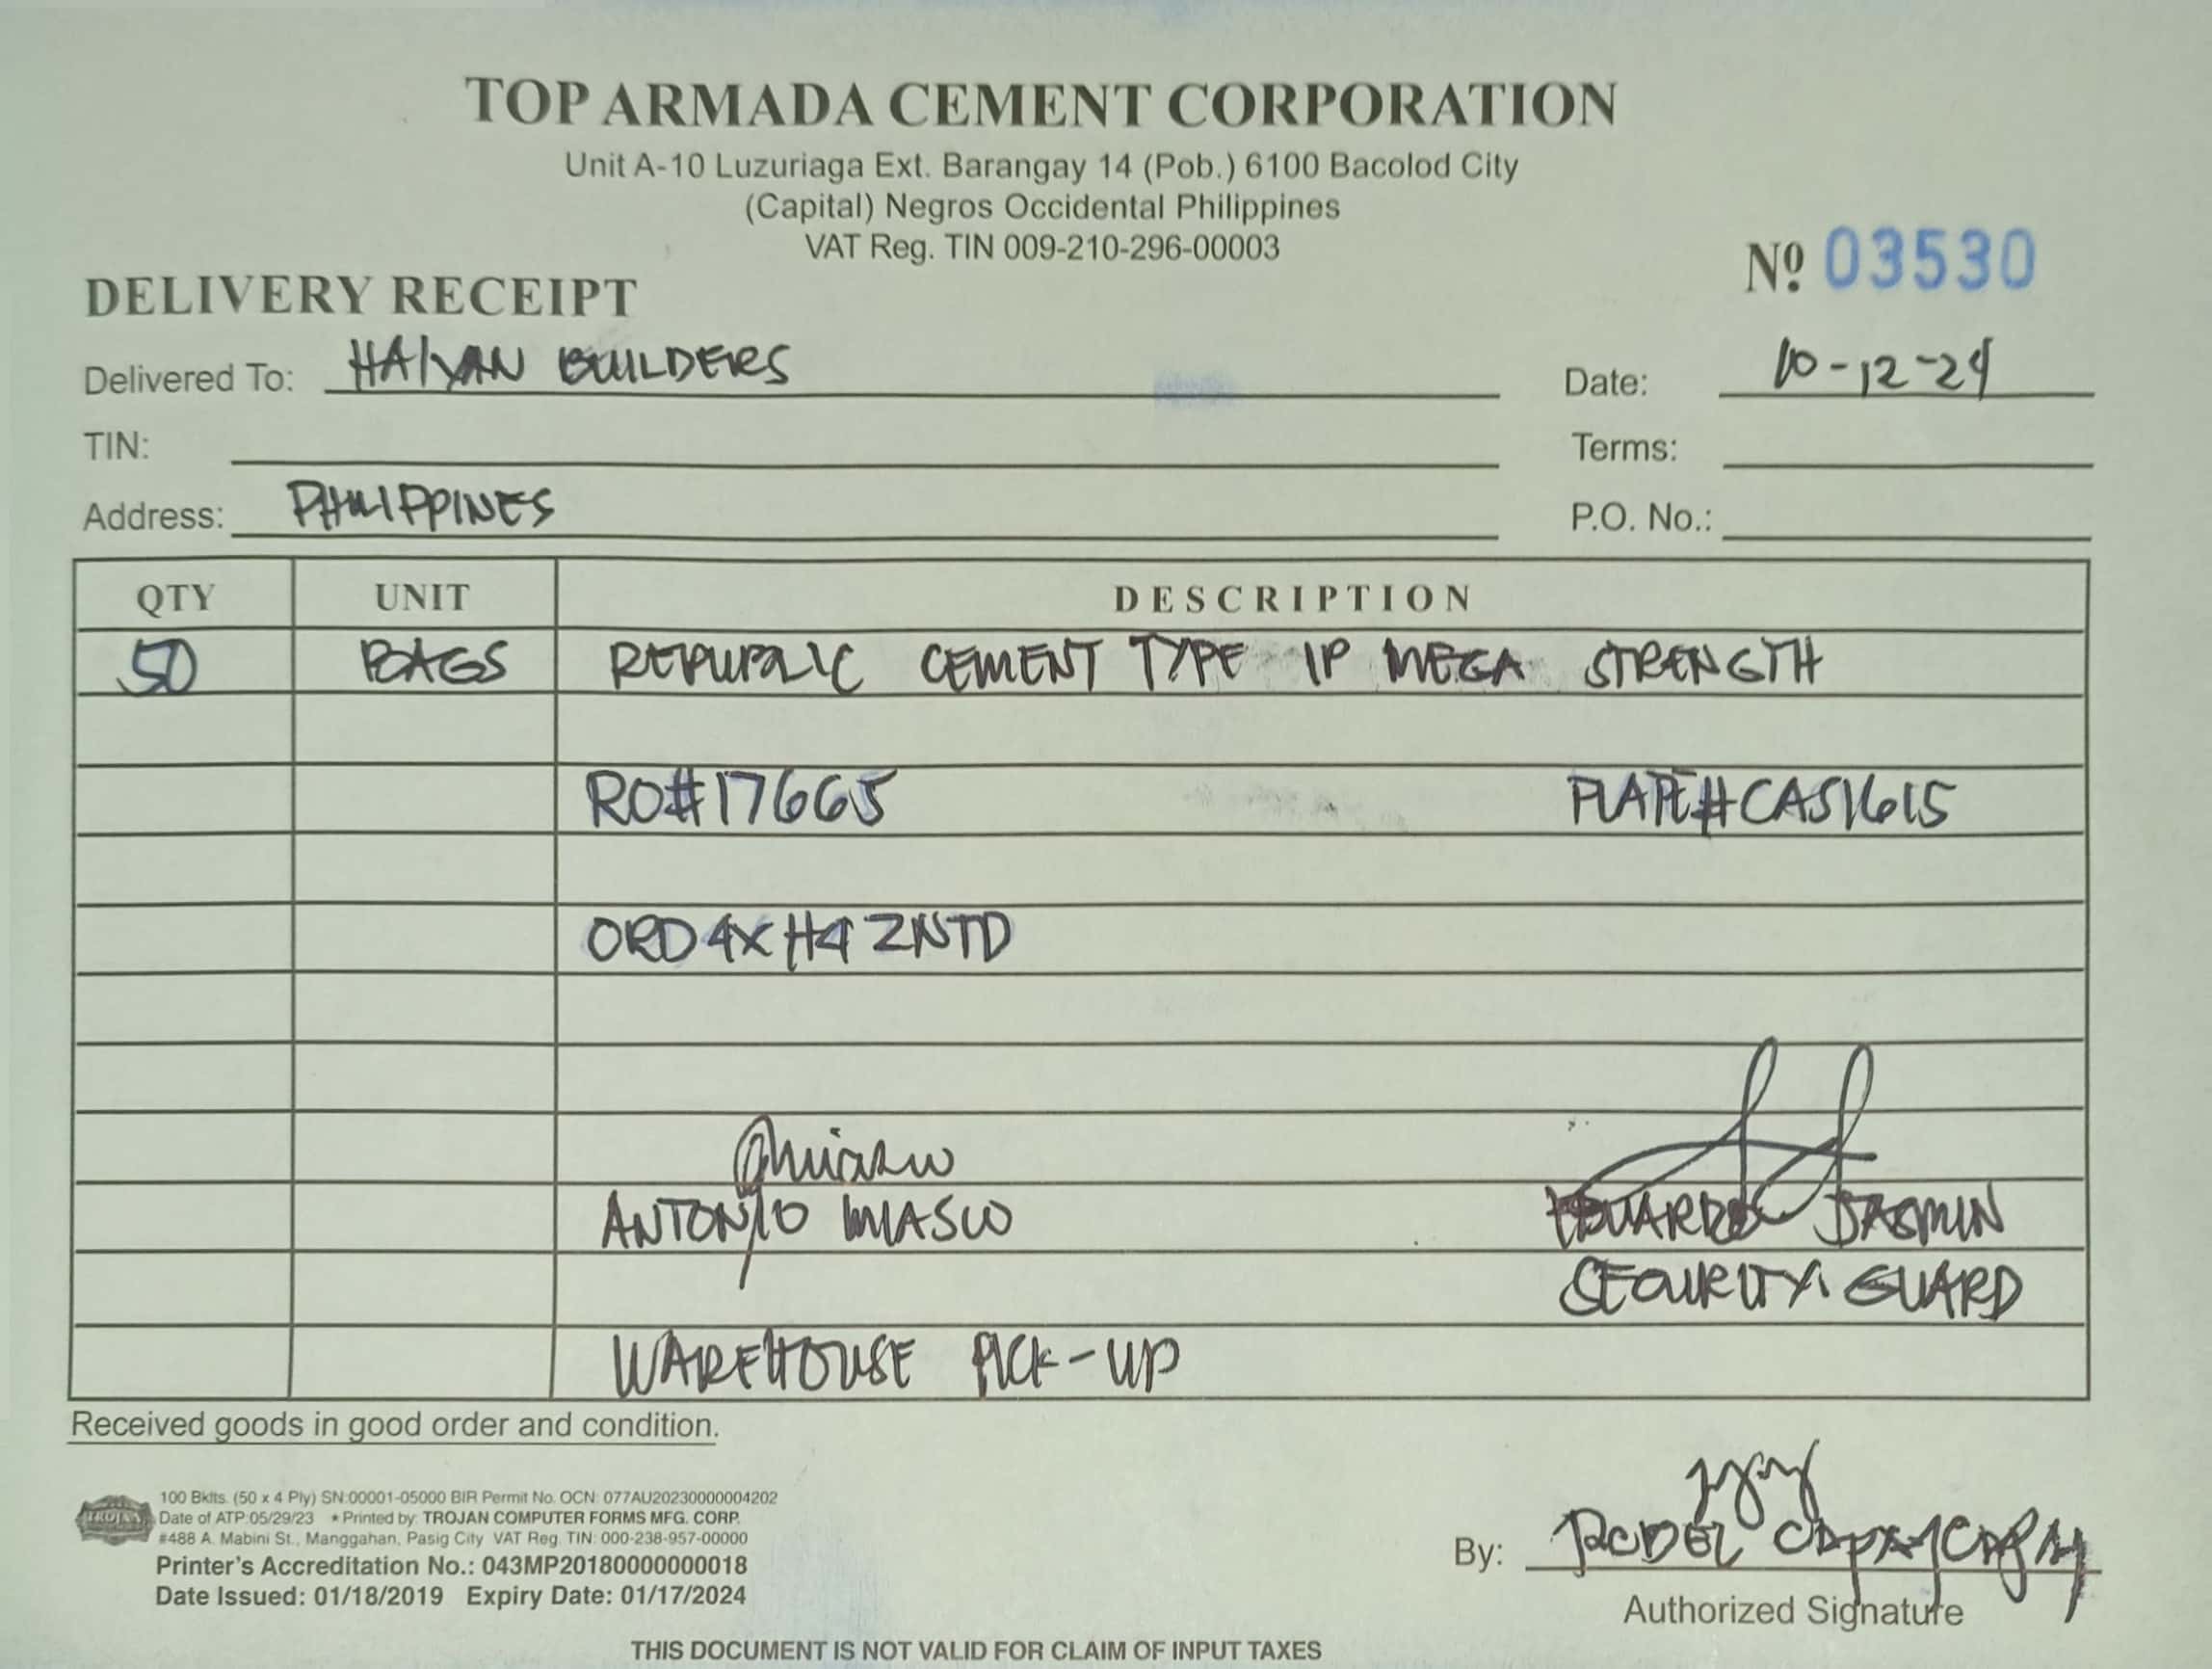 TOP ARMADA CEMENT CORPORATION
Unit A-10 Luzuriaga Ext. Barangay 14 (Pob.) 6100 Bacolod City
(Capital) Negros Occidental Philippines
VAT Reg. TIN 009-210-296-00003
Nº 03530
DELIVERY RECEIPT
Delivered To: HAIYAN BUILDERS
Date: 10-12-24
TIN:
Terms:
Address: PHILIPPINES
P.O. No.:
QTY UNIT DESCRIPTION
50 BAGS REPUBLIC CEMENT TYPE 1P MEGA STRENGTH
RO#17665 PLATE#CAS1615
ORD4XH4ZNTD
ANTONIO EDUARDO JASMIN
SECURITY GUARD
WAREHOUSE PICK-UP
Received goods in good order and condition.
TROJAN
100 Bklts. (50 x 4 Ply) SN:00001-05000 BIR Permit No. OCN: 077AU20230000004202
Date of ATP:05/29/23 • Printed by: TROJAN COMPUTER FORMS MFG. CORP.
#488 A. Mabini St., Manggahan, Pasig City VAT Reg. TIN: 000-238-957-00000
Printer's Accreditation No.: 043MP20180000000018
Date Issued: 01/18/2019 Expiry Date: 01/17/2024
By: RODEL
Authorized Signature
THIS DOCUMENT IS NOT VALID FOR CLAIM OF INPUT TAXES